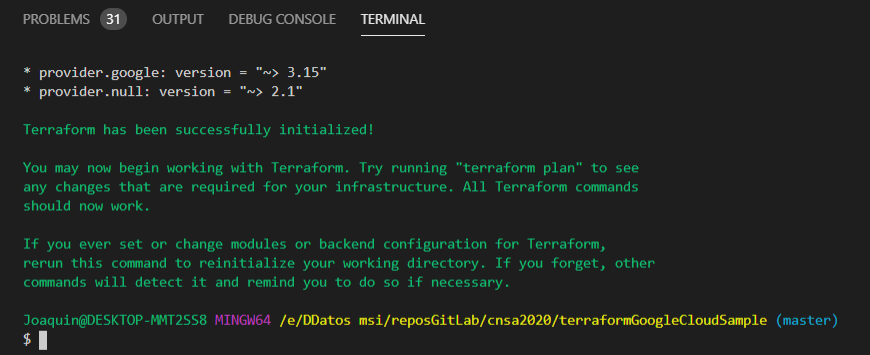 PROBLEMS 31 OUTPUT DEBUG CONSOLE TERMINAL
* provider.google: version = "~> 3.15"
* provider.null: version = "~> 2.1"
Terraform has been successfully initialized!
You may now begin working with Terraform. Try running "terraform plan" to see
any changes that are required for your infrastructure. All Terraform commands
should now work.
If you ever set or change modules or backend configuration for Terraform,
rerun this command to reinitialize your working directory. If you forget, other
commands will detect it and remind you to do so if necessary.
Joaquin@DESKTOP-MMT2SS8 MINGW64 /e/DDatos msi/reposGitLab/cnsa2020/terraformGoogleCloudSample (master)
$